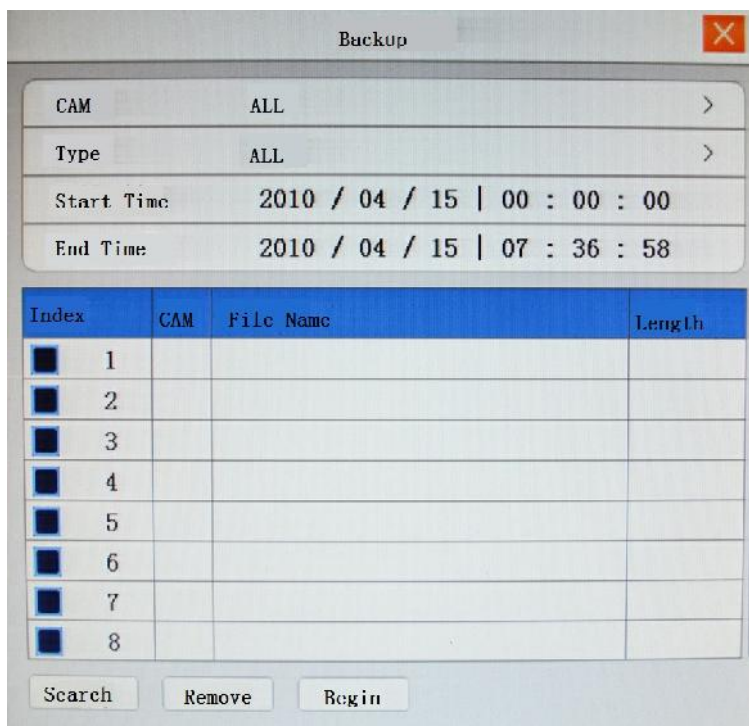 Backup
CAM ALL >
Type ALL >
Start Time 2010 / 04 / 15 | 00 : 00 : 00
End Time 2010 / 04 / 15 | 07 : 36 : 58
Index CAM File Name Length
1
2
3
4
5
6
7
8
Search Remove Begin